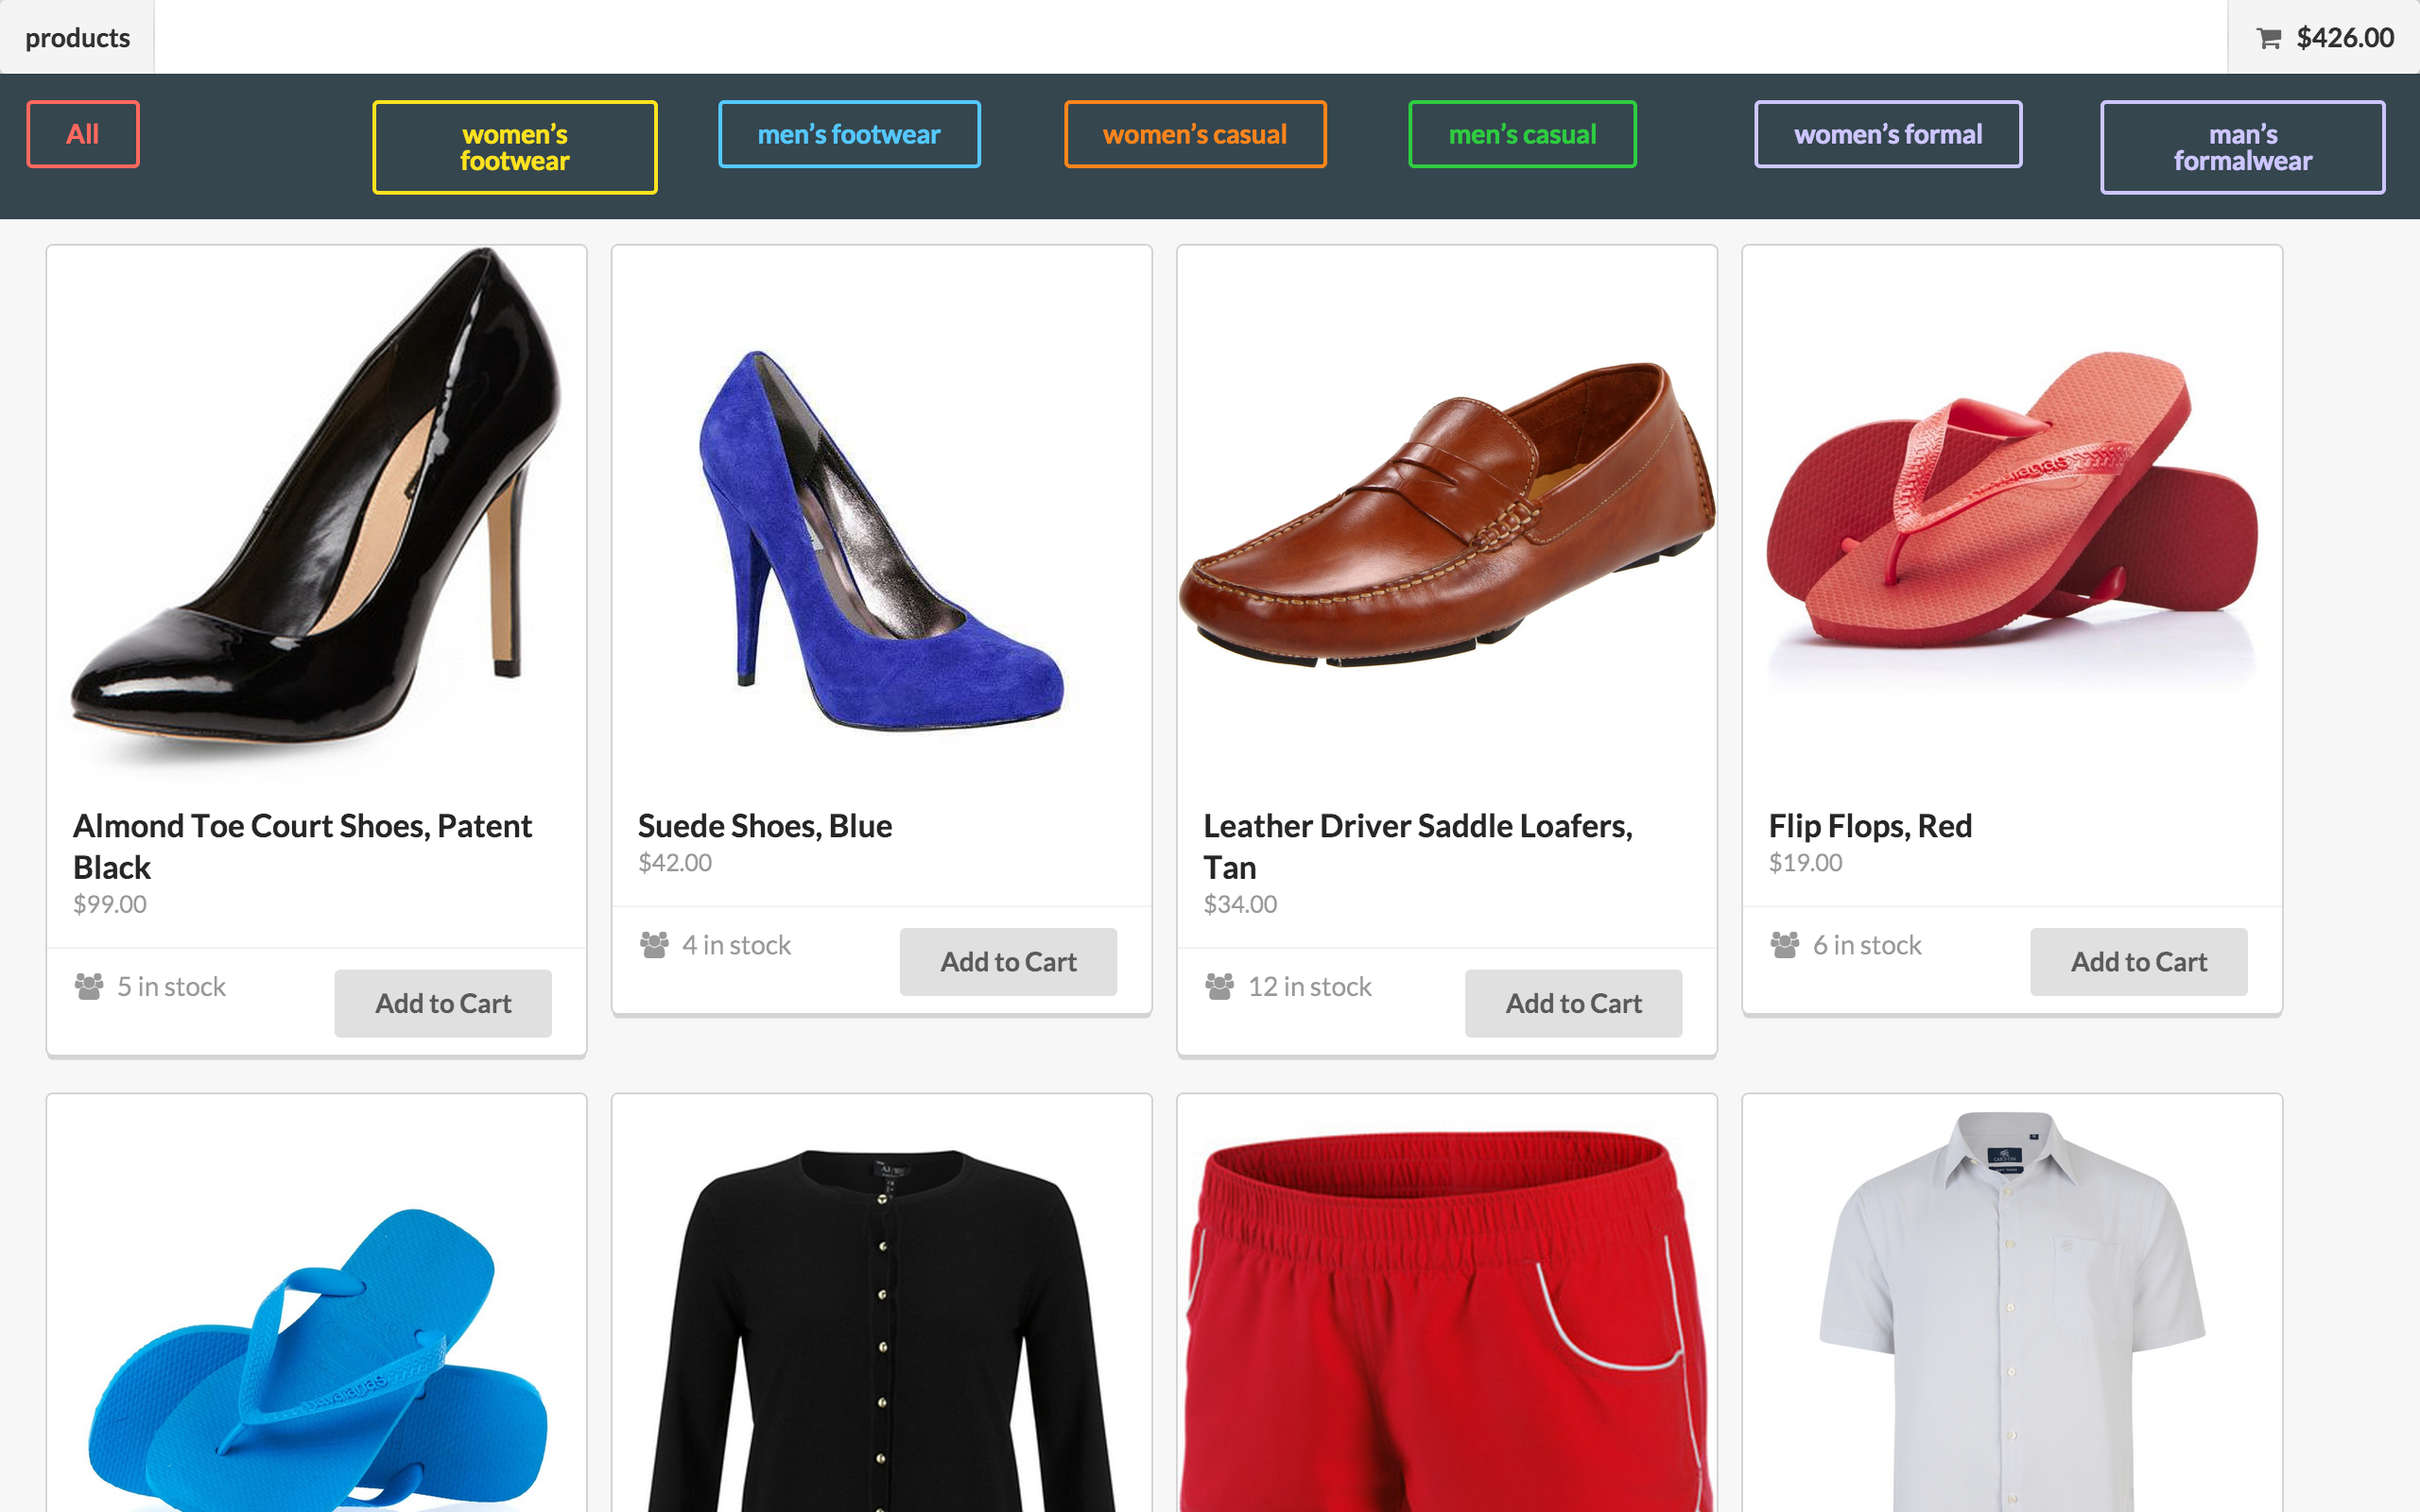 products
$426.00
All
women’s
footwear
men’s footwear
women’s casual
men’s casual
women’s formal
man’s
formalwear
Almond Toe Court Shoes, Patent
Black
$99.00
5 in stock
Add to Cart
Suede Shoes, Blue
$42.00
4 in stock
Add to Cart
Leather Driver Saddle Loafers,
Tan
$34.00
12 in stock
Add to Cart
Flip Flops, Red
$19.00
6 in stock
Add to Cart